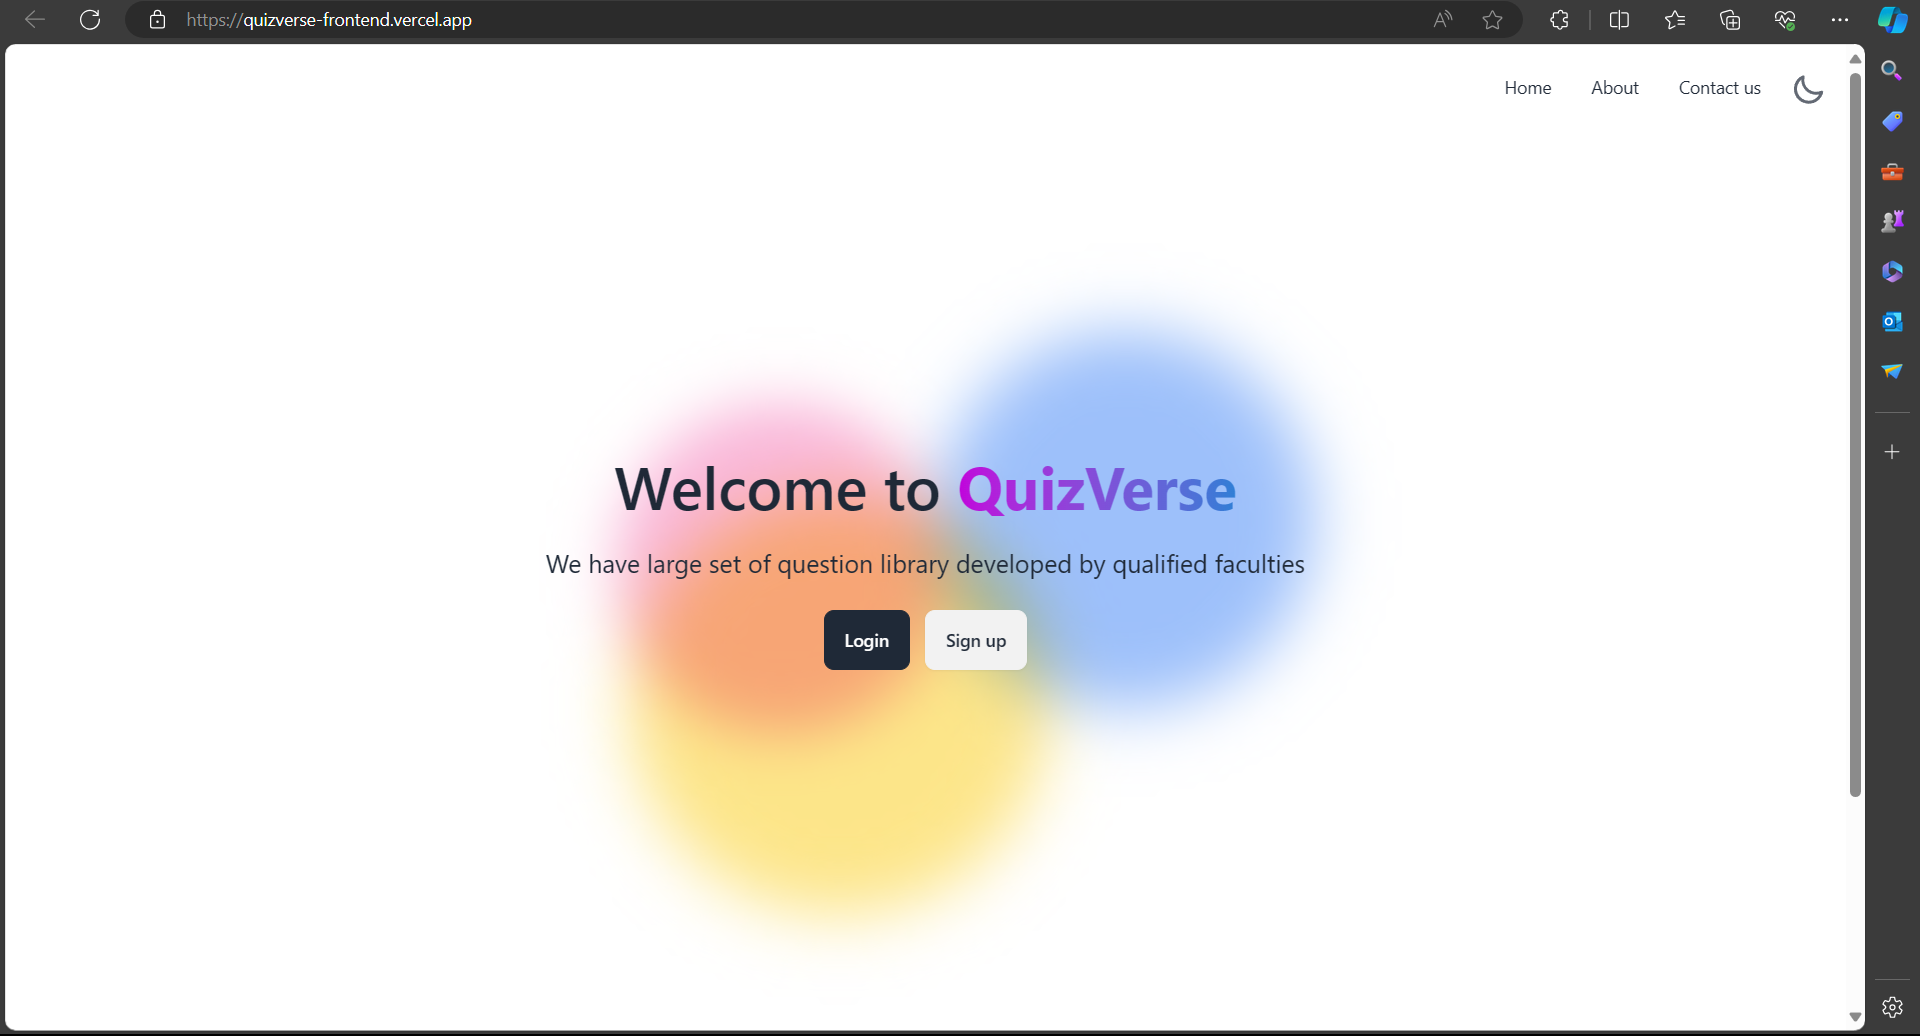 https://quizverse-frontend.vercel.app
Home About Contact us
Welcome to QuizVerse
We have large set of question library developed by qualified faculties
Login Sign up